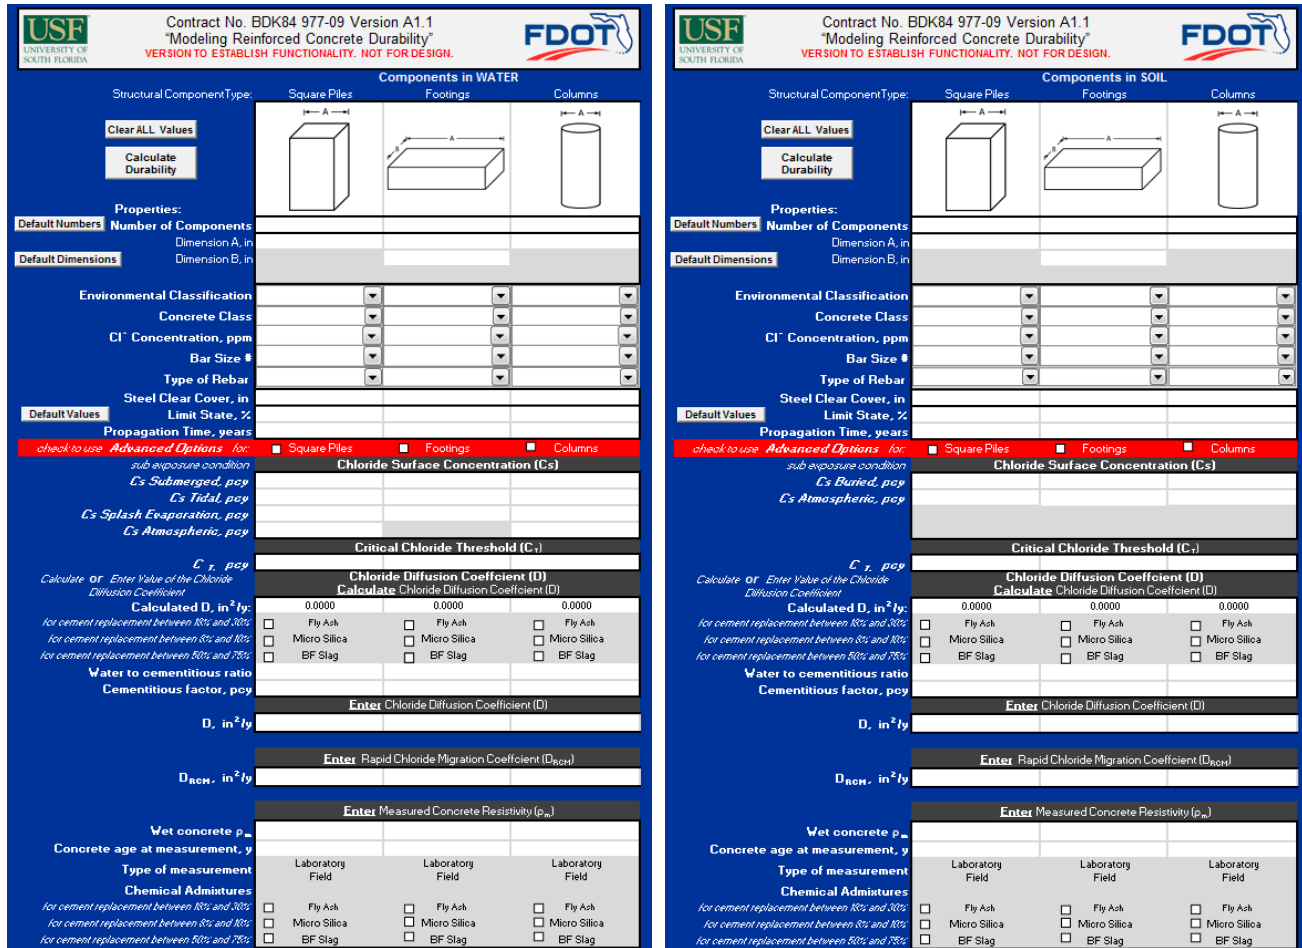 USF
UNIVERSITY OF
SOUTH FLORIDA
Contract No. BDK84 977-09 Version A1.1
“Modeling Reinforced Concrete Durability”
VERSION TO ESTABLISH FUNCTIONALITY. NOT FOR DESIGN.
FDOT
Components in WATER
Structural Component Type: Square Piles Footings Columns
A A B A
Clear ALL Values
Calculate
Durability
Properties:
Default Numbers Number of Components
Dimension A, in
Default Dimensions Dimension B, in
Environmental Classification
Concrete Class
Cl⁻ Concentration, ppm
Bar Size #
Type of Rebar
Steel Clear Cover, in
Default Values Limit State, %
Propagation Time, years
check to use Advanced Options for: Square Piles Footings Columns
sub exposure condition Chloride Surface Concentration (Cs)
Cs Submerged, pcy
Cs Tidal, pcy
Cs Splash Evaporation, pcy
Cs Atmospheric, pcy
Critical Chloride Threshold (C_T)
C_T, pcy
Calculate or Enter Value of the Chloride Chloride Diffusion Coeffcient (D)
Diffusion Coefficient Calculate Chloride Diffusion Coeffcient (D)
Calculated D, in²/y: 0.0000 0.0000 0.0000
for cement replacement between 18% and 30% Fly Ash Fly Ash Fly Ash
for cement replacement between 8% and 10% Micro Silica Micro Silica Micro Silica
for cement replacement between 50% and 75% BF Slag BF Slag BF Slag
Water to cementitious ratio
Cementitious factor, pcy
Enter Chloride Diffusion Coefficient (D)
D, in²/y
Enter Rapid Chloride Migration Coeffcient (D_RCM)
D_RCM, in²/y
Enter Measured Concrete Resistivity (ρ_m)
Wet concrete ρ_m
Concrete age at measurement, y
Type of measurement Laboratory Laboratory Laboratory
Field Field Field
Chemical Admixtures
for cement replacement between 18% and 30% Fly Ash Fly Ash Fly Ash
for cement replacement between 8% and 10% Micro Silica Micro Silica Micro Silica
for cement replacement between 50% and 75% BF Slag BF Slag BF Slag
USF
UNIVERSITY OF
SOUTH FLORIDA
Contract No. BDK84 977-09 Version A1.1
“Modeling Reinforced Concrete Durability”
VERSION TO ESTABLISH FUNCTIONALITY. NOT FOR DESIGN.
FDOT
Components in SOIL
Structural Component Type: Square Piles Footings Columns
A A B A
Clear ALL Values
Calculate
Durability
Properties:
Default Numbers Number of Components
Dimension A, in
Default Dimensions Dimension B, in
Environmental Classification
Concrete Class
Cl⁻ Concentration, ppm
Bar Size #
Type of Rebar
Steel Clear Cover, in
Default Values Limit State, %
Propagation Time, years
check to use Advanced Options for: Square Piles Footings Columns
sub exposure condition Chloride Surface Concentration (Cs)
Cs Buried, pcy
Cs Atmospheric, pcy
Critical Chloride Threshold (C_T)
C_T, pcy
Calculate or Enter Value of the Chloride Chloride Diffusion Coeffcient (D)
Diffusion Coefficient Calculate Chloride Diffusion Coeffcient (D)
Calculated D, in²/y: 0.0000 0.0000 0.0000
for cement replacement between 18% and 30% Fly Ash Fly Ash Fly Ash
for cement replacement between 8% and 10% Micro Silica Micro Silica Micro Silica
for cement replacement between 50% and 75% BF Slag BF Slag BF Slag
Water to cementitious ratio
Cementitious factor, pcy
Enter Chloride Diffusion Coefficient (D)
D, in²/y
Enter Rapid Chloride Migration Coeffcient (D_RCM)
D_RCM, in²/y
Enter Measured Concrete Resistivity (ρ_m)
Wet concrete ρ_m
Concrete age at measurement, y
Type of measurement Laboratory Laboratory Laboratory
Field Field Field
Chemical Admixtures
for cement replacement between 18% and 30% Fly Ash Fly Ash Fly Ash
for cement replacement between 8% and 10% Micro Silica Micro Silica Micro Silica
for cement replacement between 50% and 75% BF Slag BF Slag BF Slag